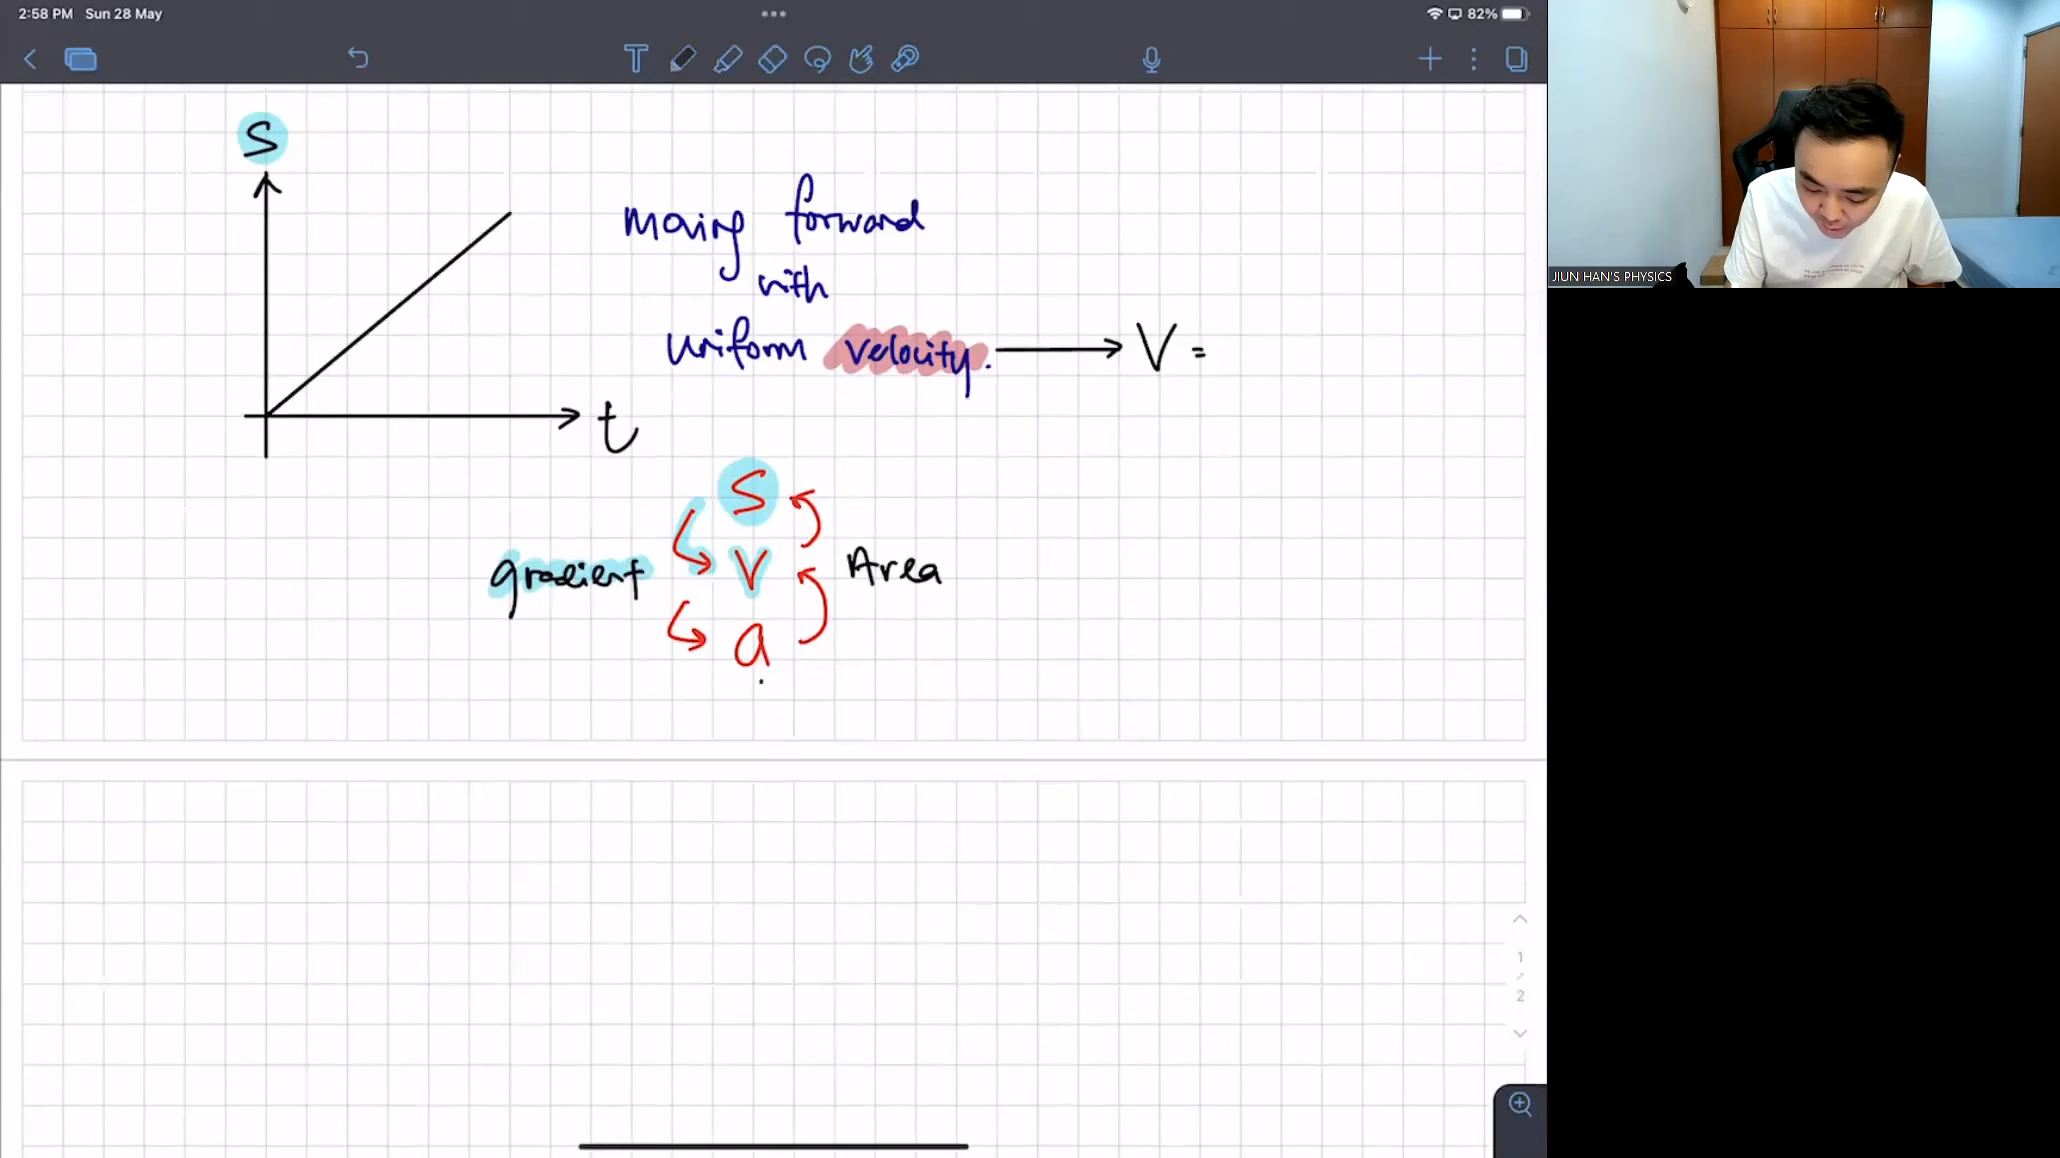 2:58 PM Sun 28 May
82%
T
JIUN HAN'S PHYSICS
S
moving forward
with
uniform velocity. → V =
t
S
gradient V Area
a
1
2